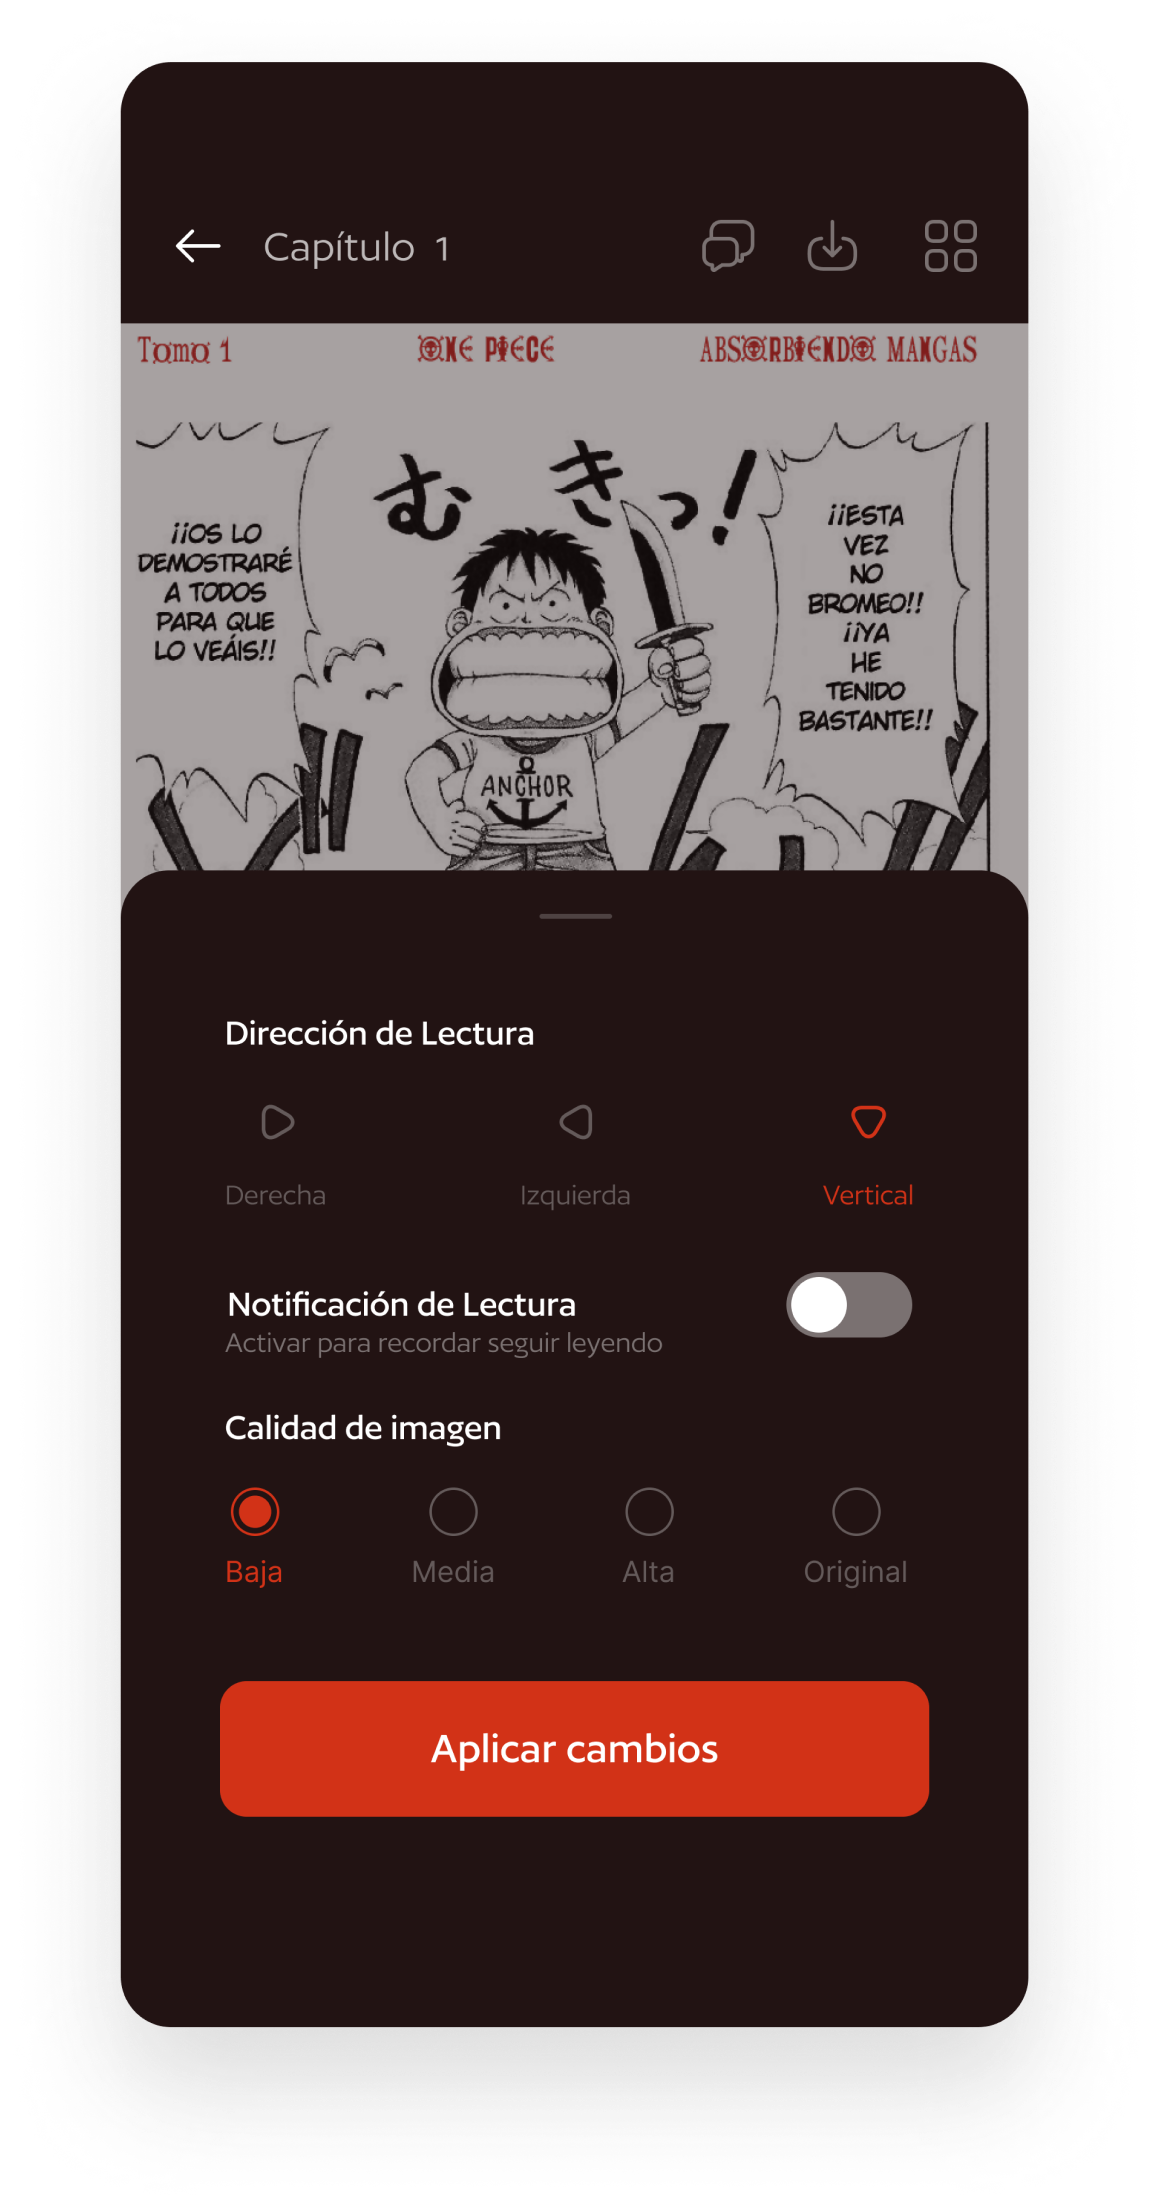 Capítulo 1
Tomo 1
ONE PIECE
ABSORBIENDO MANGAS
むきっ!
¡¡OS LO
DEMOSTRARÉ
A TODOS
PARA QUE
LO VEÁIS!!
¡¡ESTA
VEZ
NO
BROMEO!!
¡¡YA
HE
TENIDO
BASTANTE!!
ANCHOR
Dirección de Lectura
Derecha
Izquierda
Vertical
Notificación de Lectura
Activar para recordar seguir leyendo
Calidad de imagen
Baja
Media
Alta
Original
Aplicar cambios